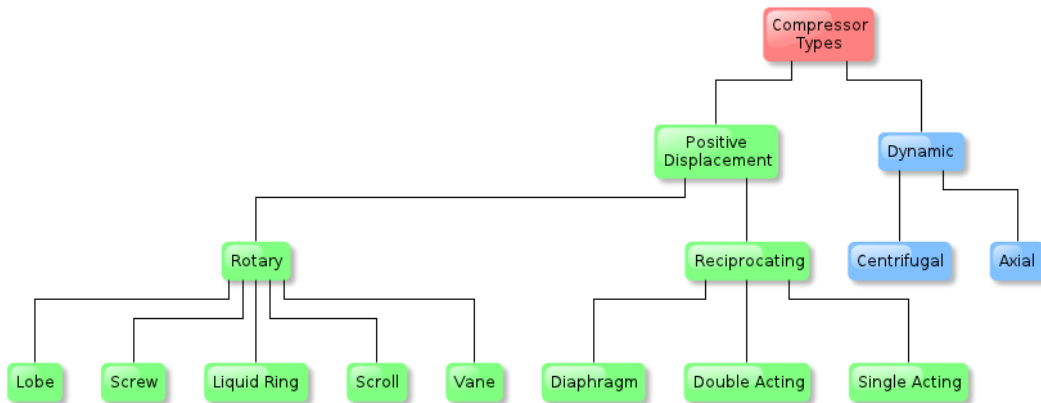 Compressor
Types
Positive
Displacement
Dynamic
Rotary
Reciprocating
Centrifugal
Axial
Lobe
Screw
Liquid Ring
Scroll
Vane
Diaphragm
Double Acting
Single Acting